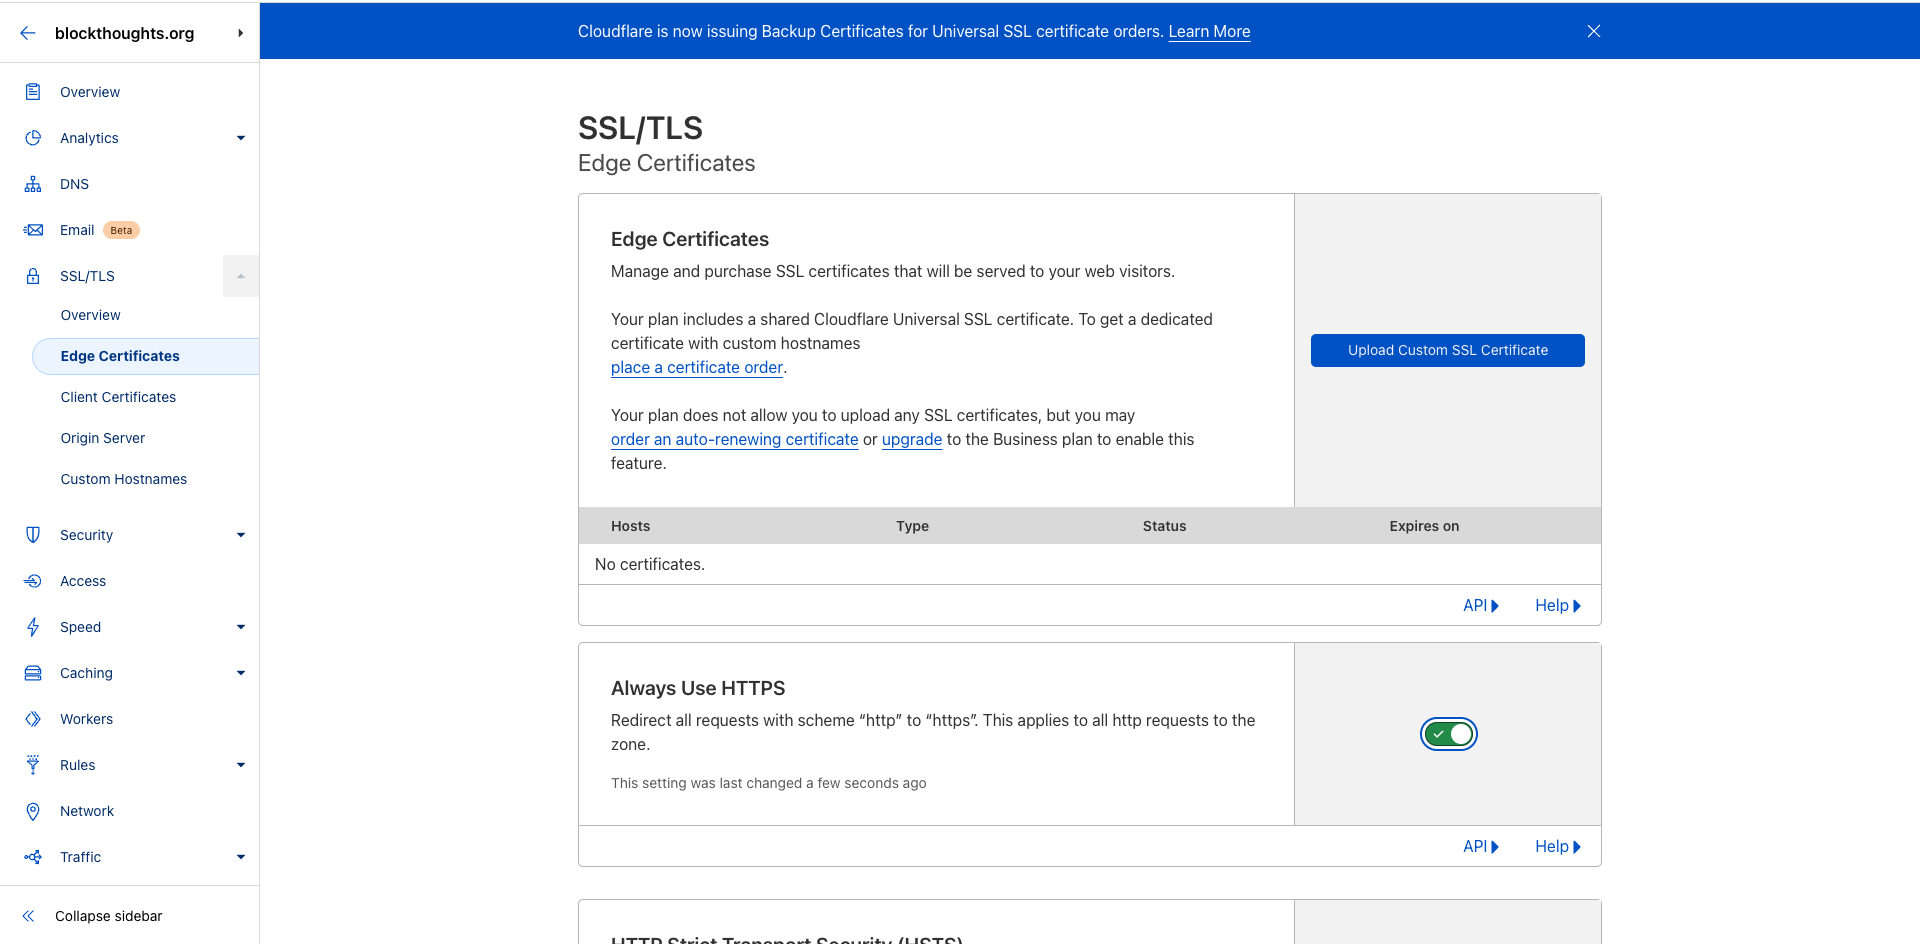 blockthoughts.org
Overview
Analytics
DNS
Email Beta
SSL/TLS
Overview
Edge Certificates
Client Certificates
Origin Server
Custom Hostnames
Security
Access
Speed
Caching
Workers
Rules
Network
Traffic
Collapse sidebar
Cloudflare is now issuing Backup Certificates for Universal SSL certificate orders. Learn More
SSL/TLS
Edge Certificates
Edge Certificates
Manage and purchase SSL certificates that will be served to your web visitors.
Your plan includes a shared Cloudflare Universal SSL certificate. To get a dedicated
certificate with custom hostnames
place a certificate order.
Your plan does not allow you to upload any SSL certificates, but you may
order an auto-renewing certificate or upgrade to the Business plan to enable this
feature.
Upload Custom SSL Certificate
Hosts Type Status Expires on
No certificates.
API Help
Always Use HTTPS
Redirect all requests with scheme “http” to “https”. This applies to all http requests to the
zone.
This setting was last changed a few seconds ago
API Help
HTTP Strict Transport Security (HSTS)